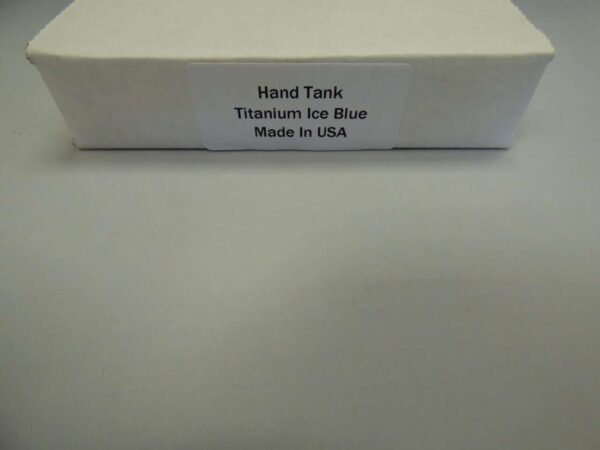 Hand Tank
Titanium Ice Blue
Made In USA